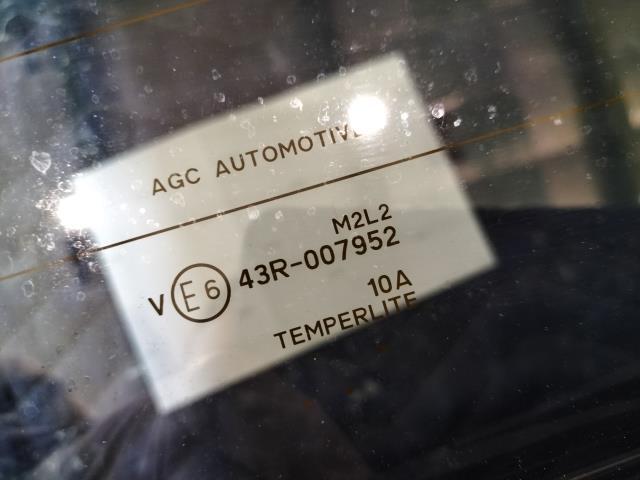 AGC AUTOMOTIVE
M2L2
V E6 43R-007952
10A
TEMPERLITE